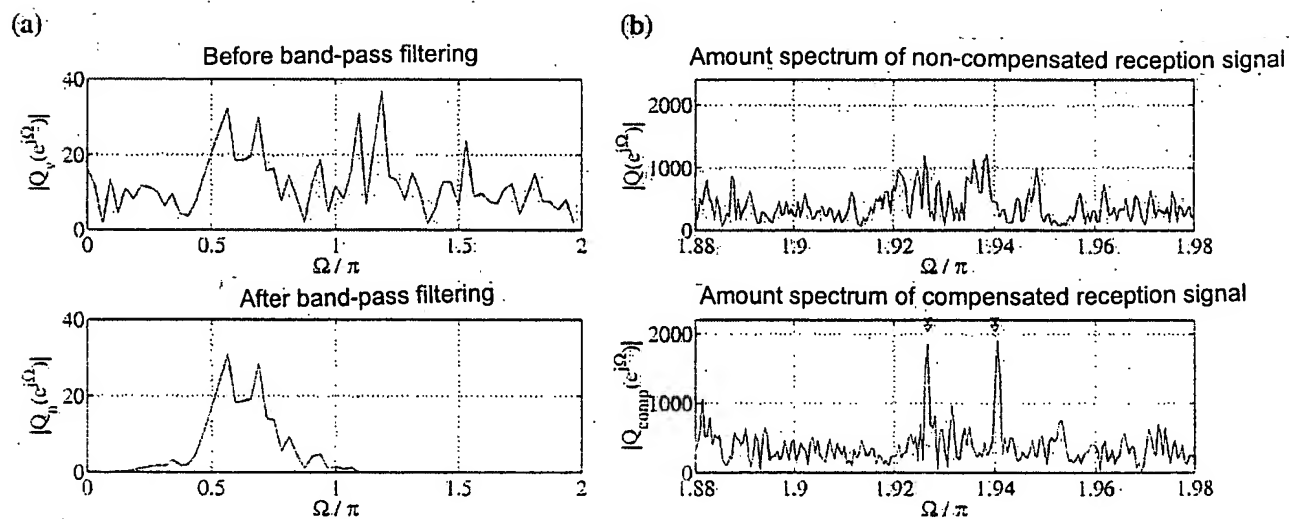 (a)
Before band-pass filtering
|Q_v(e^{jΩ})|
40
20
0
0 0.5 1 1.5 2
Ω / π
After band-pass filtering
|Q_n(e^{jΩ})|
40
20
0
0 0.5 1 1.5 2
Ω / π
(b)
Amount spectrum of non-compensated reception signal
|Q(e^{jΩ})|
2000
1000
0
1.88 1.9 1.92 1.94 1.96 1.98
Ω / π
Amount spectrum of compensated reception signal
|Q_{comp}(e^{jΩ})|
2000
1000
0
1.88 1.9 1.92 1.94 1.96 1.98
Ω / π